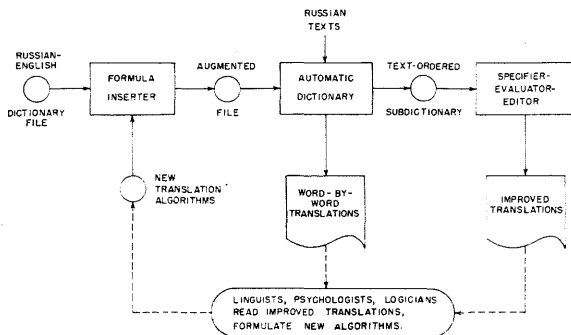 RUSSIAN
TEXTS
RUSSIAN-
ENGLISH
DICTIONARY
FILE
FORMULA
INSERTER
AUGMENTED
FILE
AUTOMATIC
DICTIONARY
TEXT-ORDERED
SUBDICTIONARY
SPECIFIER-
EVALUATOR-
EDITOR
NEW
TRANSLATION
ALGORITHMS
WORD-BY-
WORD
TRANSLATIONS
IMPROVED
TRANSLATIONS
LINGUISTS, PSYCHOLOGISTS, LOGICIANS
READ IMPROVED TRANSLATIONS,
FORMULATE NEW ALGORITHMS.